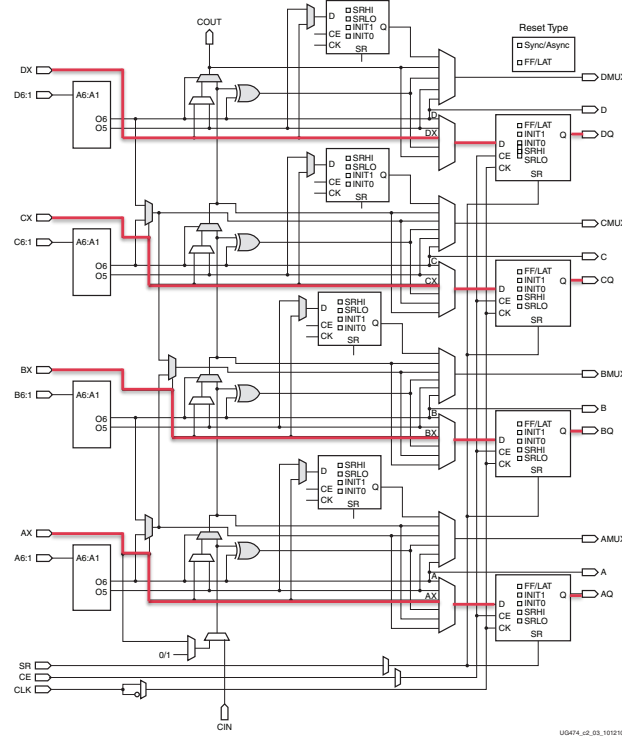 COUT
Reset Type
Sync/Async
FF/LAT
D SRHI SRLO INIT1 INIT0 Q
CE
CK
SR
DX
DMUX
D6:1 A6:A1
D
O6
O5
D
DX
D FF/LAT INIT1 INIT0 SRHI SRLO Q
DQ
CE
CK
SR
D SRHI SRLO INIT1 INIT0 Q
CE
CK
SR
CX
CMUX
C6:1 A6:A1
C
O6
O5
C
CX
D FF/LAT INIT1 INIT0 SRHI SRLO Q
CQ
CE
CK
SR
D SRHI SRLO INIT1 INIT0 Q
CE
CK
SR
BX
BMUX
B6:1 A6:A1
B
O6
O5
B
BX
D FF/LAT INIT1 INIT0 SRHI SRLO Q
BQ
CE
CK
SR
D SRHI SRLO INIT1 INIT0 Q
CE
CK
SR
AX
AMUX
A6:1 A6:A1
A
O6
O5
A
AX
D FF/LAT INIT1 INIT0 SRHI SRLO Q
AQ
CE
CK
SR
0/1
SR
CE
CLK
CIN
UG474_c2_03_101210